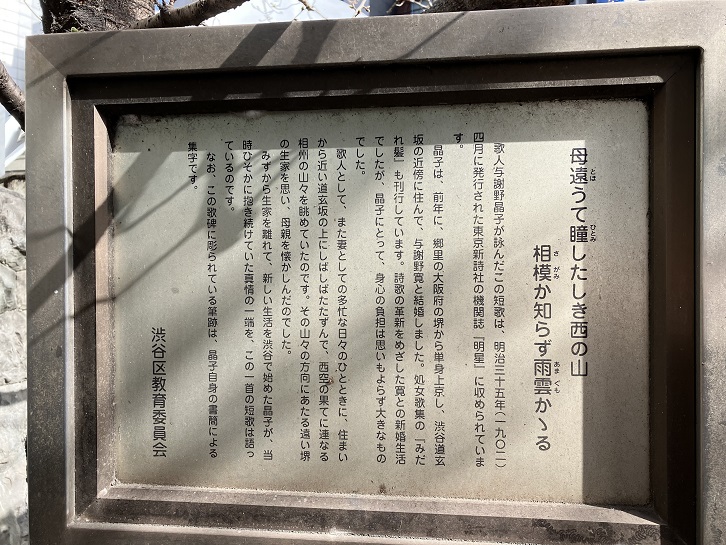 母遠うて瞳したしき西の山
相模か知らず雨雲かゝる
歌人与謝野晶子が詠んだこの短歌は、明治三十五年(一九〇二)
四月に発行された東京新詩社の機関誌「明星」に収められていま
す。
晶子は、前年に、郷里の大阪府の堺から単身上京し、渋谷道玄
坂の近傍に住んで、与謝野寛と結婚しました。処女歌集の『みだ
れ髪』も刊行しています。詩歌の革新をめざした寛との新婚生活
でしたが、晶子にとって、身心の負担は思いもよらず大きなもの
でした。
歌人として、また妻としての多忙な日々のひとときに、住まい
から近い道玄坂の上にしばしばたたずんで、西空の果てに連なる
相州の山々を眺めていたのです。その山々の方向にあたる遠い堺
の生家を思い、母親を懐かしんだのでした。
みずから生家を離れて、新しい生活を渋谷で始めた晶子が、当
時ひそかに抱き続けていた真情の一端を、この一首の短歌は語っ
ているのです。
なお、この歌碑に彫られている筆跡は、晶子自身の書簡による
集字です。
渋谷区教育委員会